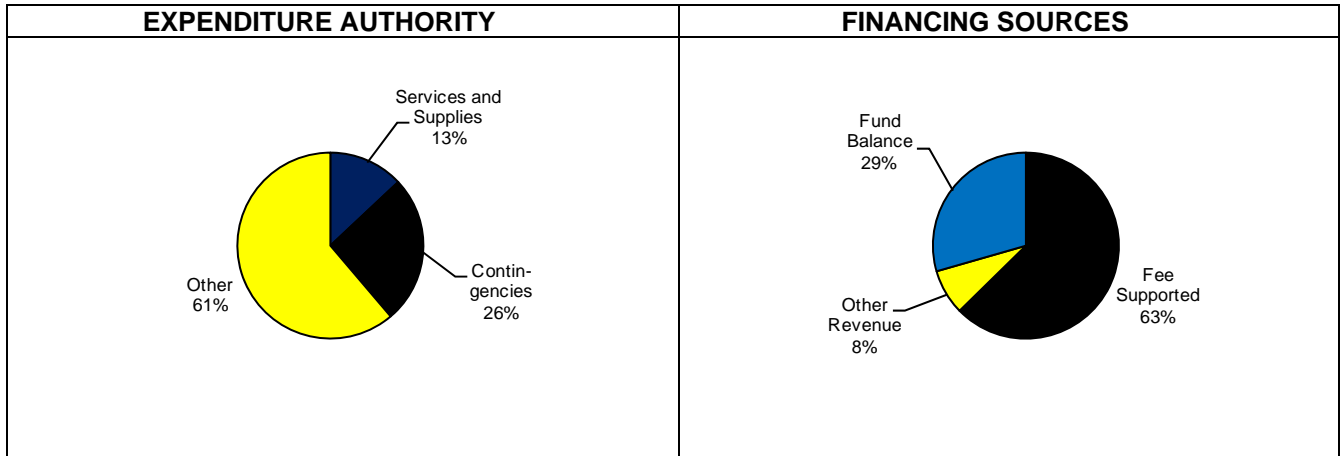 EXPENDITURE AUTHORITY
Services and
Supplies
13%
Contin-
gencies
26%
Other
61%
FINANCING SOURCES
Fund
Balance
29%
Fee
Supported
63%
Other
Revenue
8%